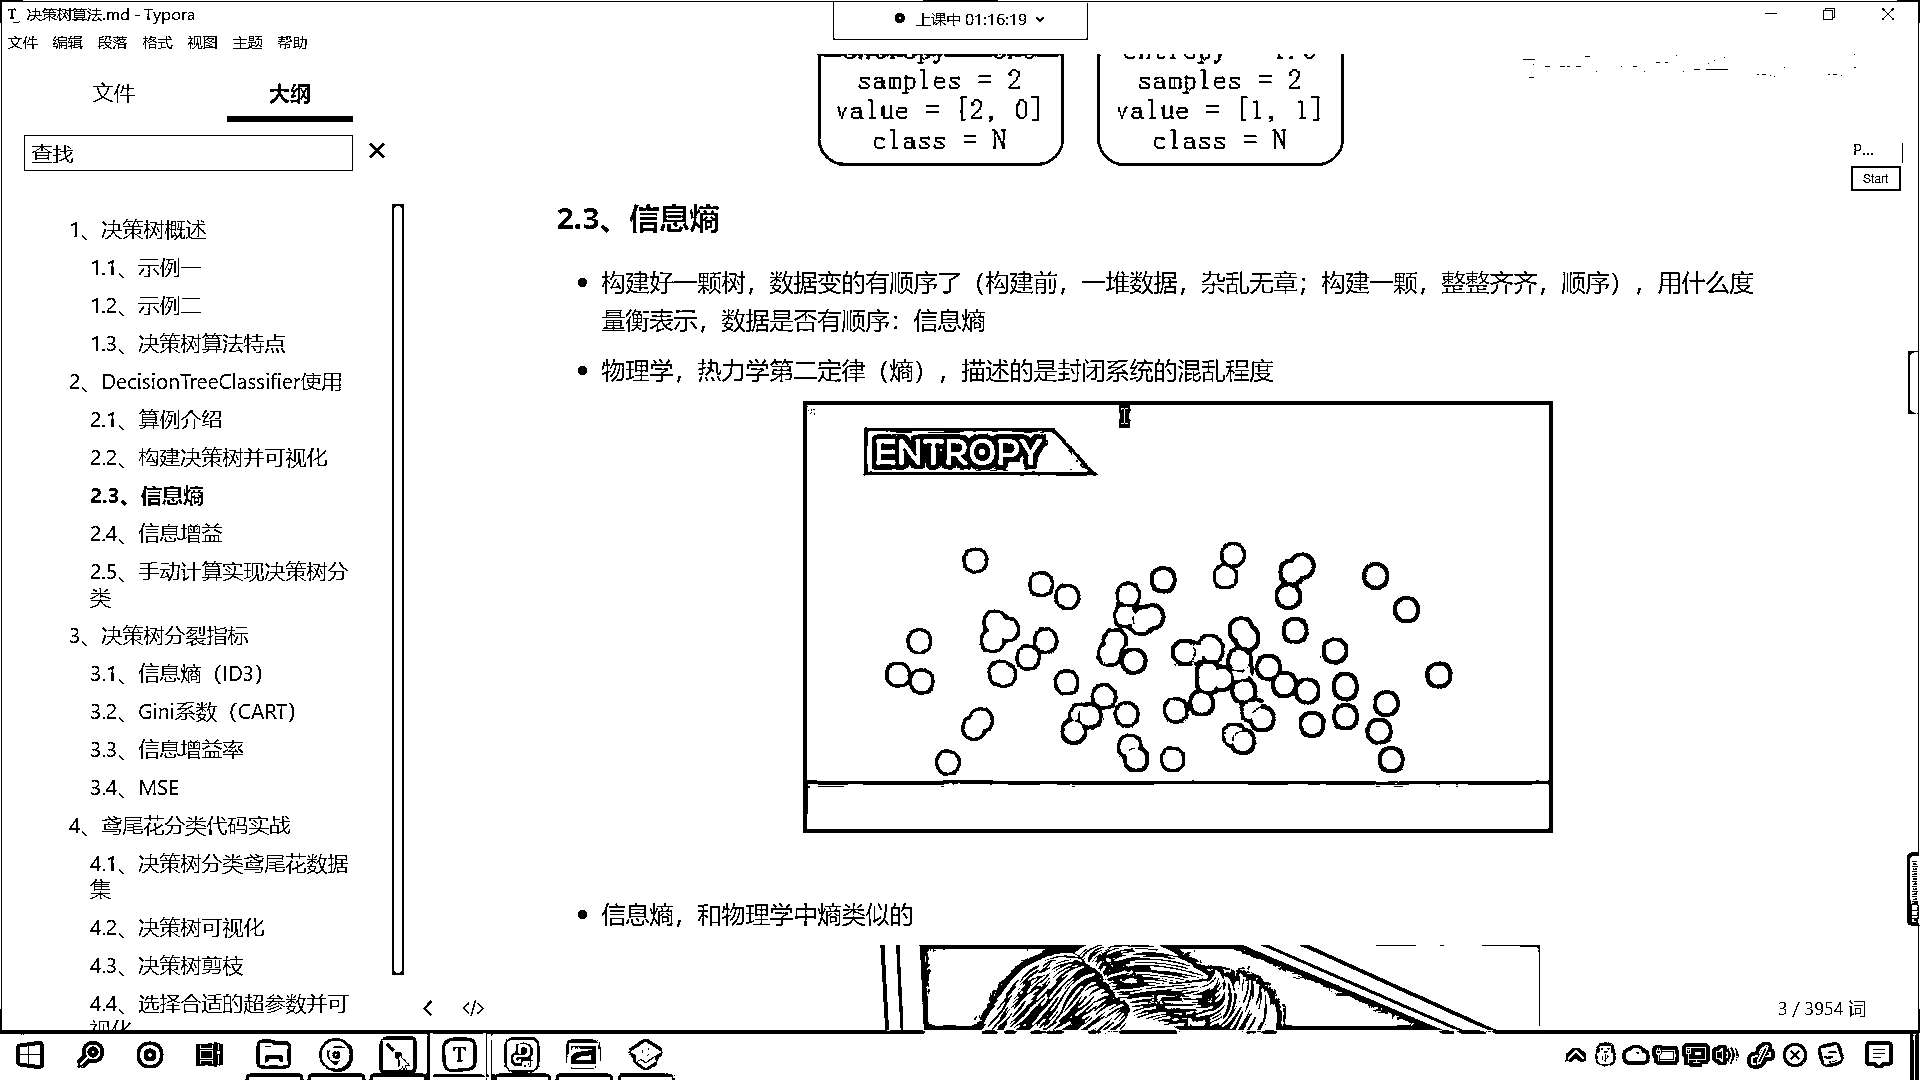 决策树算法.md - Typora
上课中 01:16:19
文件 编辑 段落 格式 视图 主题 帮助
文件 大纲
查找
1、决策树概述
1.1、示例一
1.2、示例二
1.3、决策树算法特点
2、DecisionTreeClassifier使用
2.1、算例介绍
2.2、构建决策树并可视化
2.3、信息熵
2.4、信息增益
2.5、手动计算实现决策树分
类
3、决策树分裂指标
3.1、信息熵（ID3）
3.2、Gini系数（CART）
3.3、信息增益率
3.4、MSE
4、鸢尾花分类代码实战
4.1、决策树分类鸢尾花数据
集
4.2、决策树可视化
4.3、决策树剪枝
4.4、选择合适的超参数并可
视化
samples = 2
value = [2, 0]
class = N
samples = 2
value = [1, 1]
class = N
P...
Start
2.3、信息熵
构建好一颗树，数据变的有顺序了（构建前，一堆数据，杂乱无章；构建一颗，整整齐齐，顺序），用什么度
量衡表示，数据是否有顺序：信息熵
物理学，热力学第二定律（熵），描述的是封闭系统的混乱程度
ENTROPY
信息熵，和物理学中熵类似的
3 / 3954 词